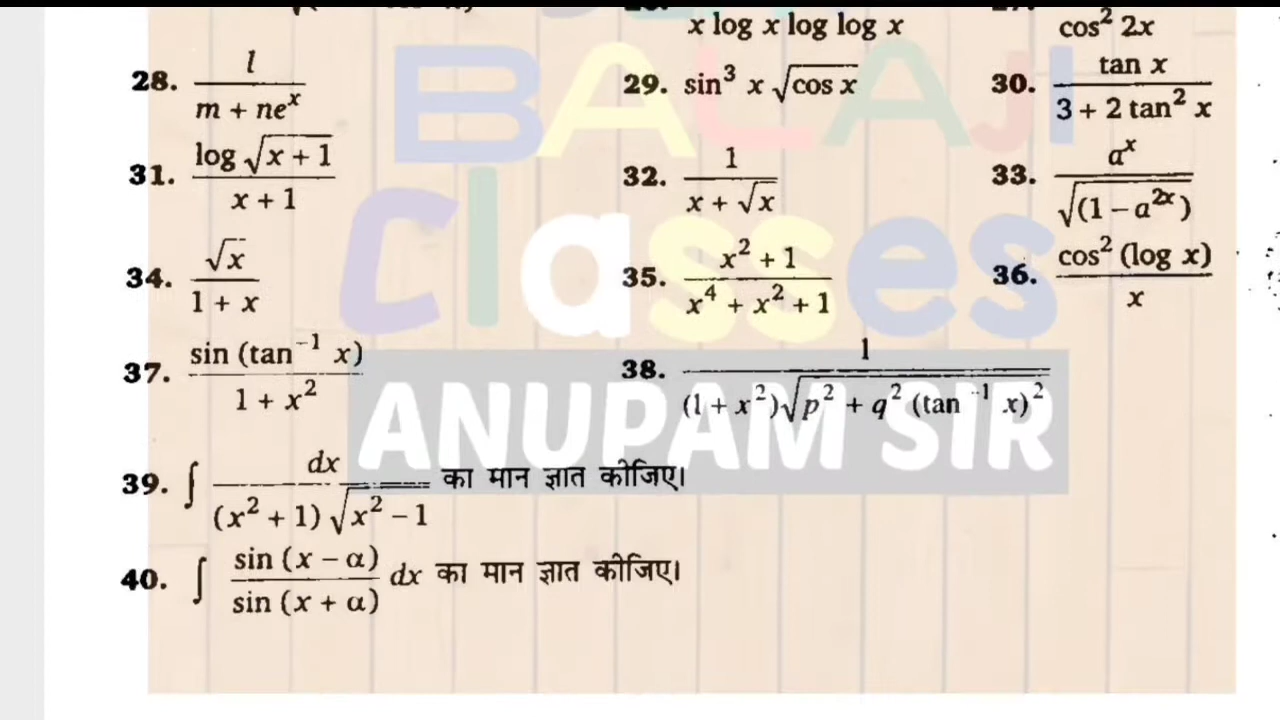 x log x log log x
cos² 2x
28. l / (m + neˣ)
29. sin³ x √(cos x)
30. tan x / (3 + 2 tan² x)
31. log √(x + 1) / (x + 1)
32. 1 / (x + √x)
33. aˣ / √((1 – a²ˣ))
34. √x / (1 + x)
35. (x² + 1) / (x⁴ + x² + 1)
36. cos² (log x) / x
37. sin (tan⁻¹ x) / (1 + x²)
38. 1 / ((1 + x²)√(p² + q² (tan⁻¹ x)²))
39. ∫ dx / ((x² + 1) √(x² – 1)) का मान ज्ञात कीजिए।
40. ∫ sin (x – α) / sin (x + α) dx का मान ज्ञात कीजिए।
BALAJI
Classes
ANUPAM SIR